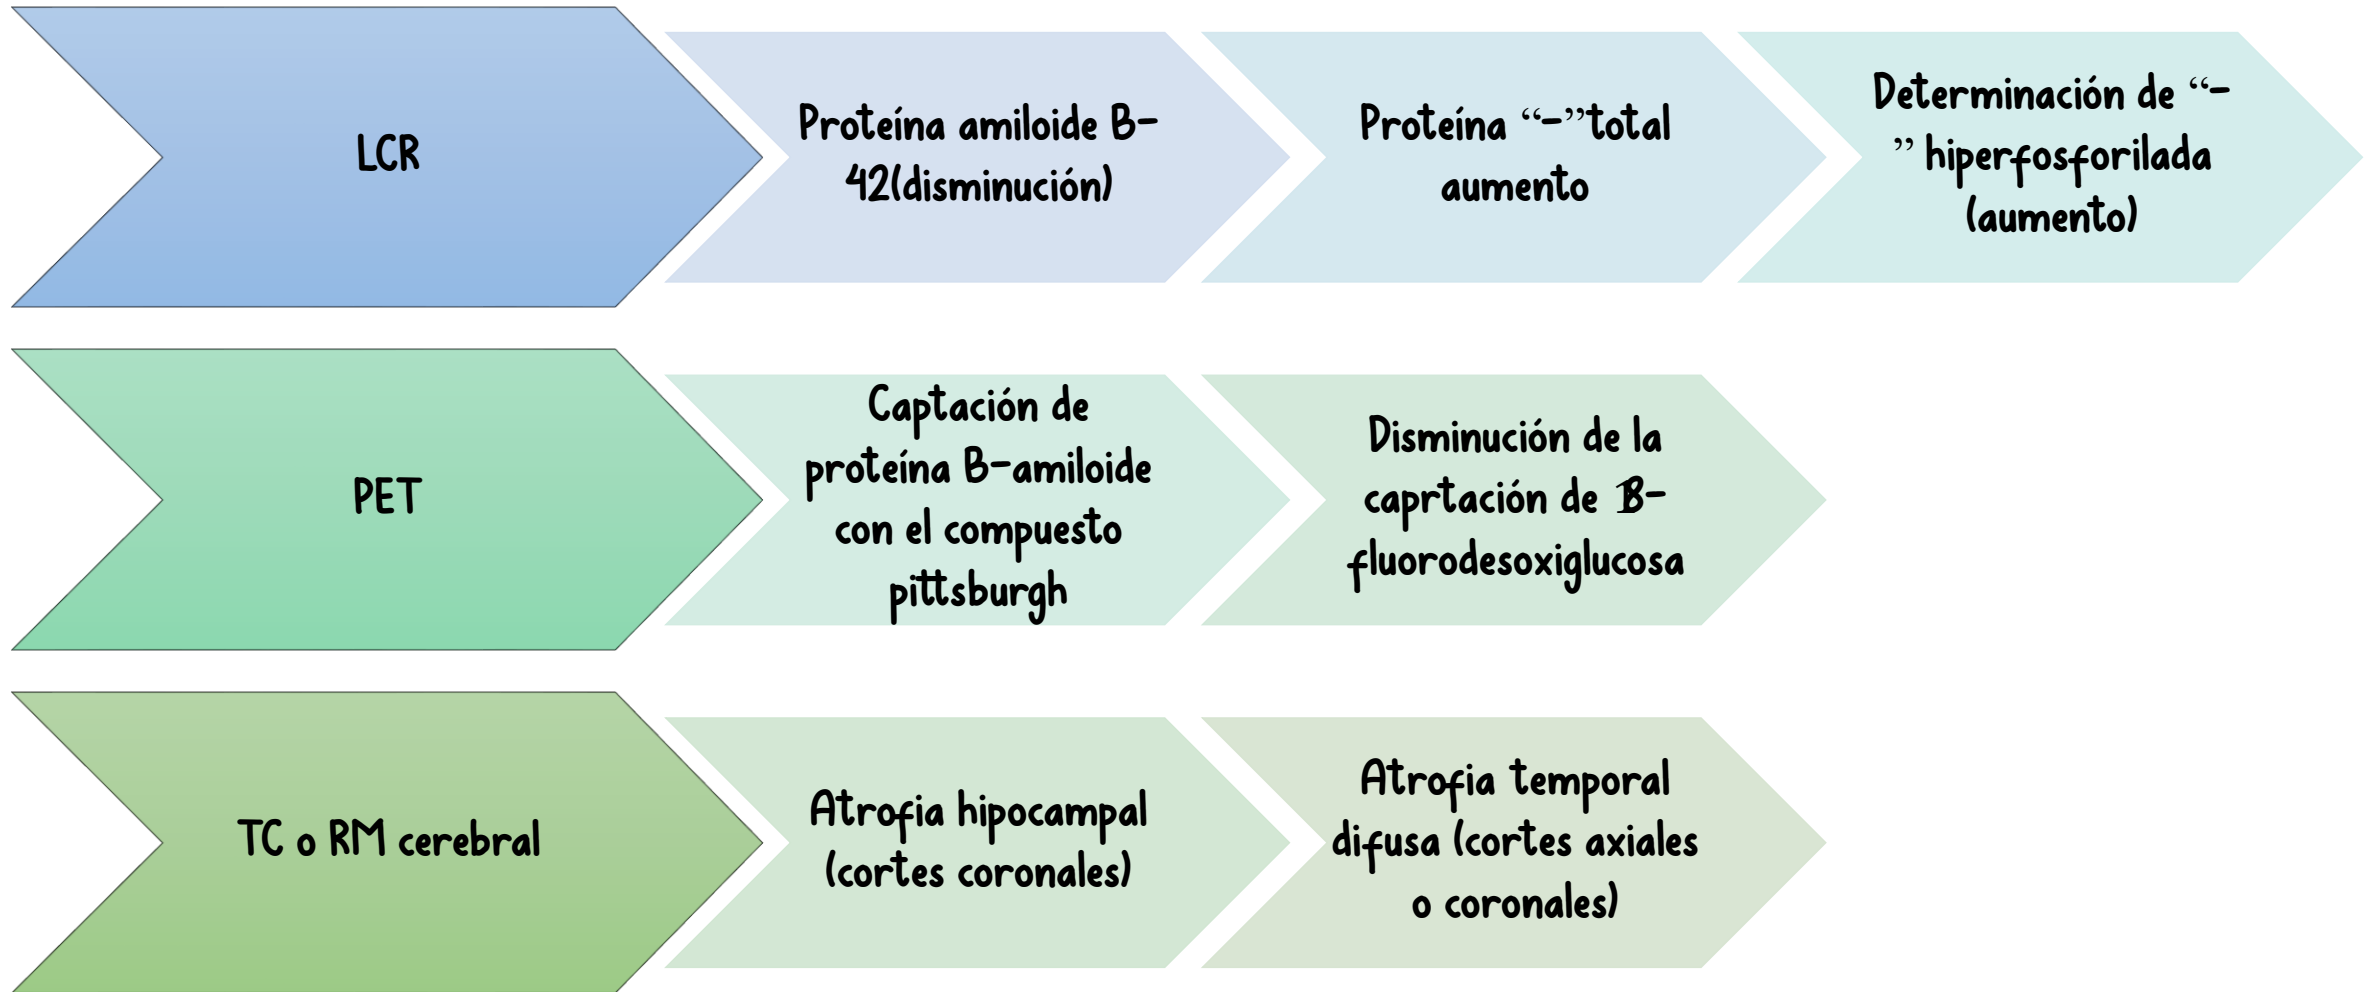 LCR
Proteína amiloide B-
42(disminución)
Proteína “-”total
aumento
Determinación de “-
” hiperfosforilada
(aumento)
PET
Captación de
proteína B-amiloide
con el compuesto
pittsburgh
Disminución de la
caprtación de B-
fluorodesoxiglucosa
TC o RM cerebral
Atrofia hipocampal
(cortes coronales)
Atrofia temporal
difusa (cortes axiales
o coronales)